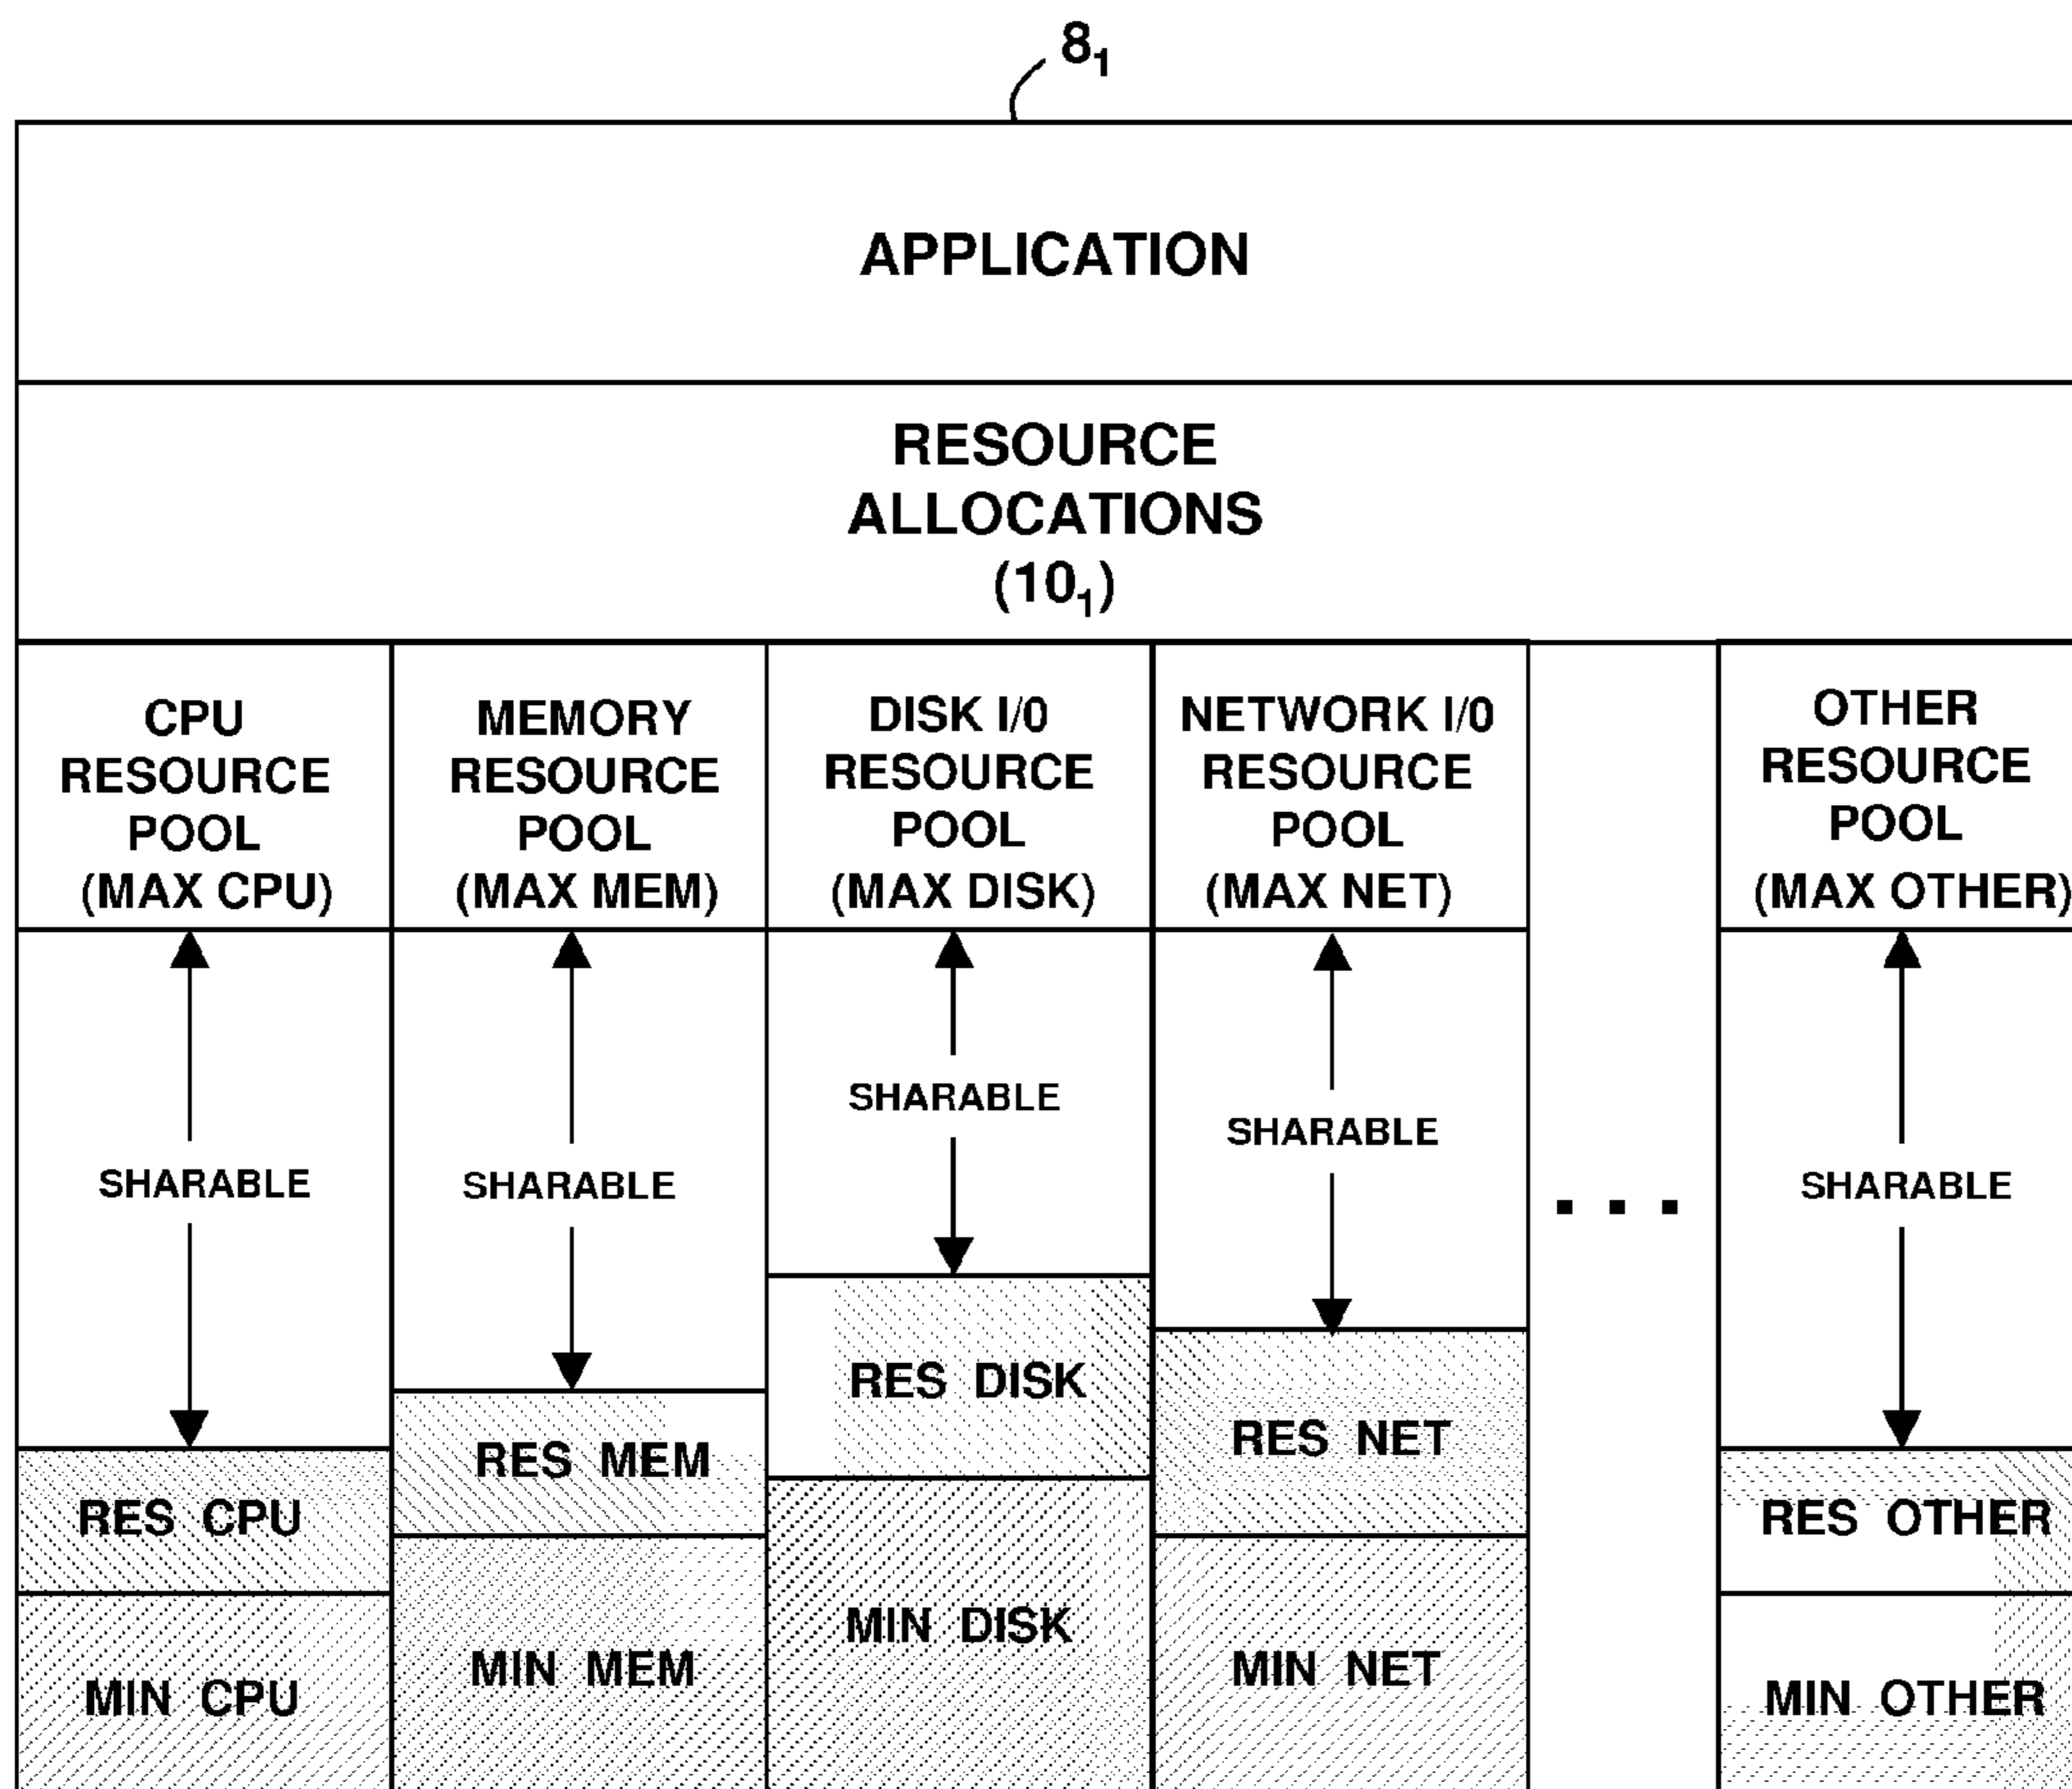 8₁
APPLICATION
RESOURCE
ALLOCATIONS
(10₁)
CPU
RESOURCE
POOL
(MAX CPU)
MEMORY
RESOURCE
POOL
(MAX MEM)
DISK I/0
RESOURCE
POOL
(MAX DISK)
NETWORK I/0
RESOURCE
POOL
(MAX NET)
OTHER
RESOURCE
POOL
(MAX OTHER)
SHARABLE
SHARABLE
SHARABLE
SHARABLE
. . .
SHARABLE
RES CPU
RES MEM
RES DISK
RES NET
RES OTHER
MIN CPU
MIN MEM
MIN DISK
MIN NET
MIN OTHER